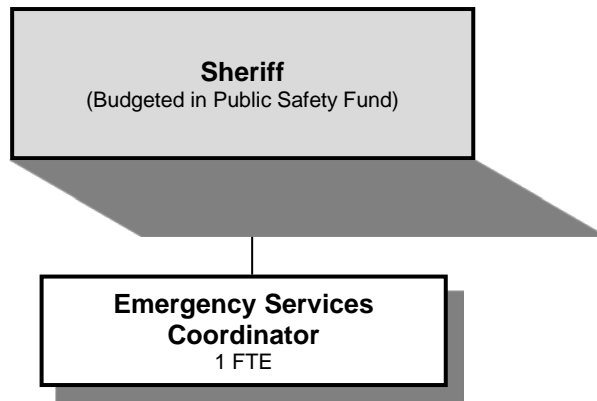 Sheriff
(Budgeted in Public Safety Fund)
Emergency Services
Coordinator
1 FTE